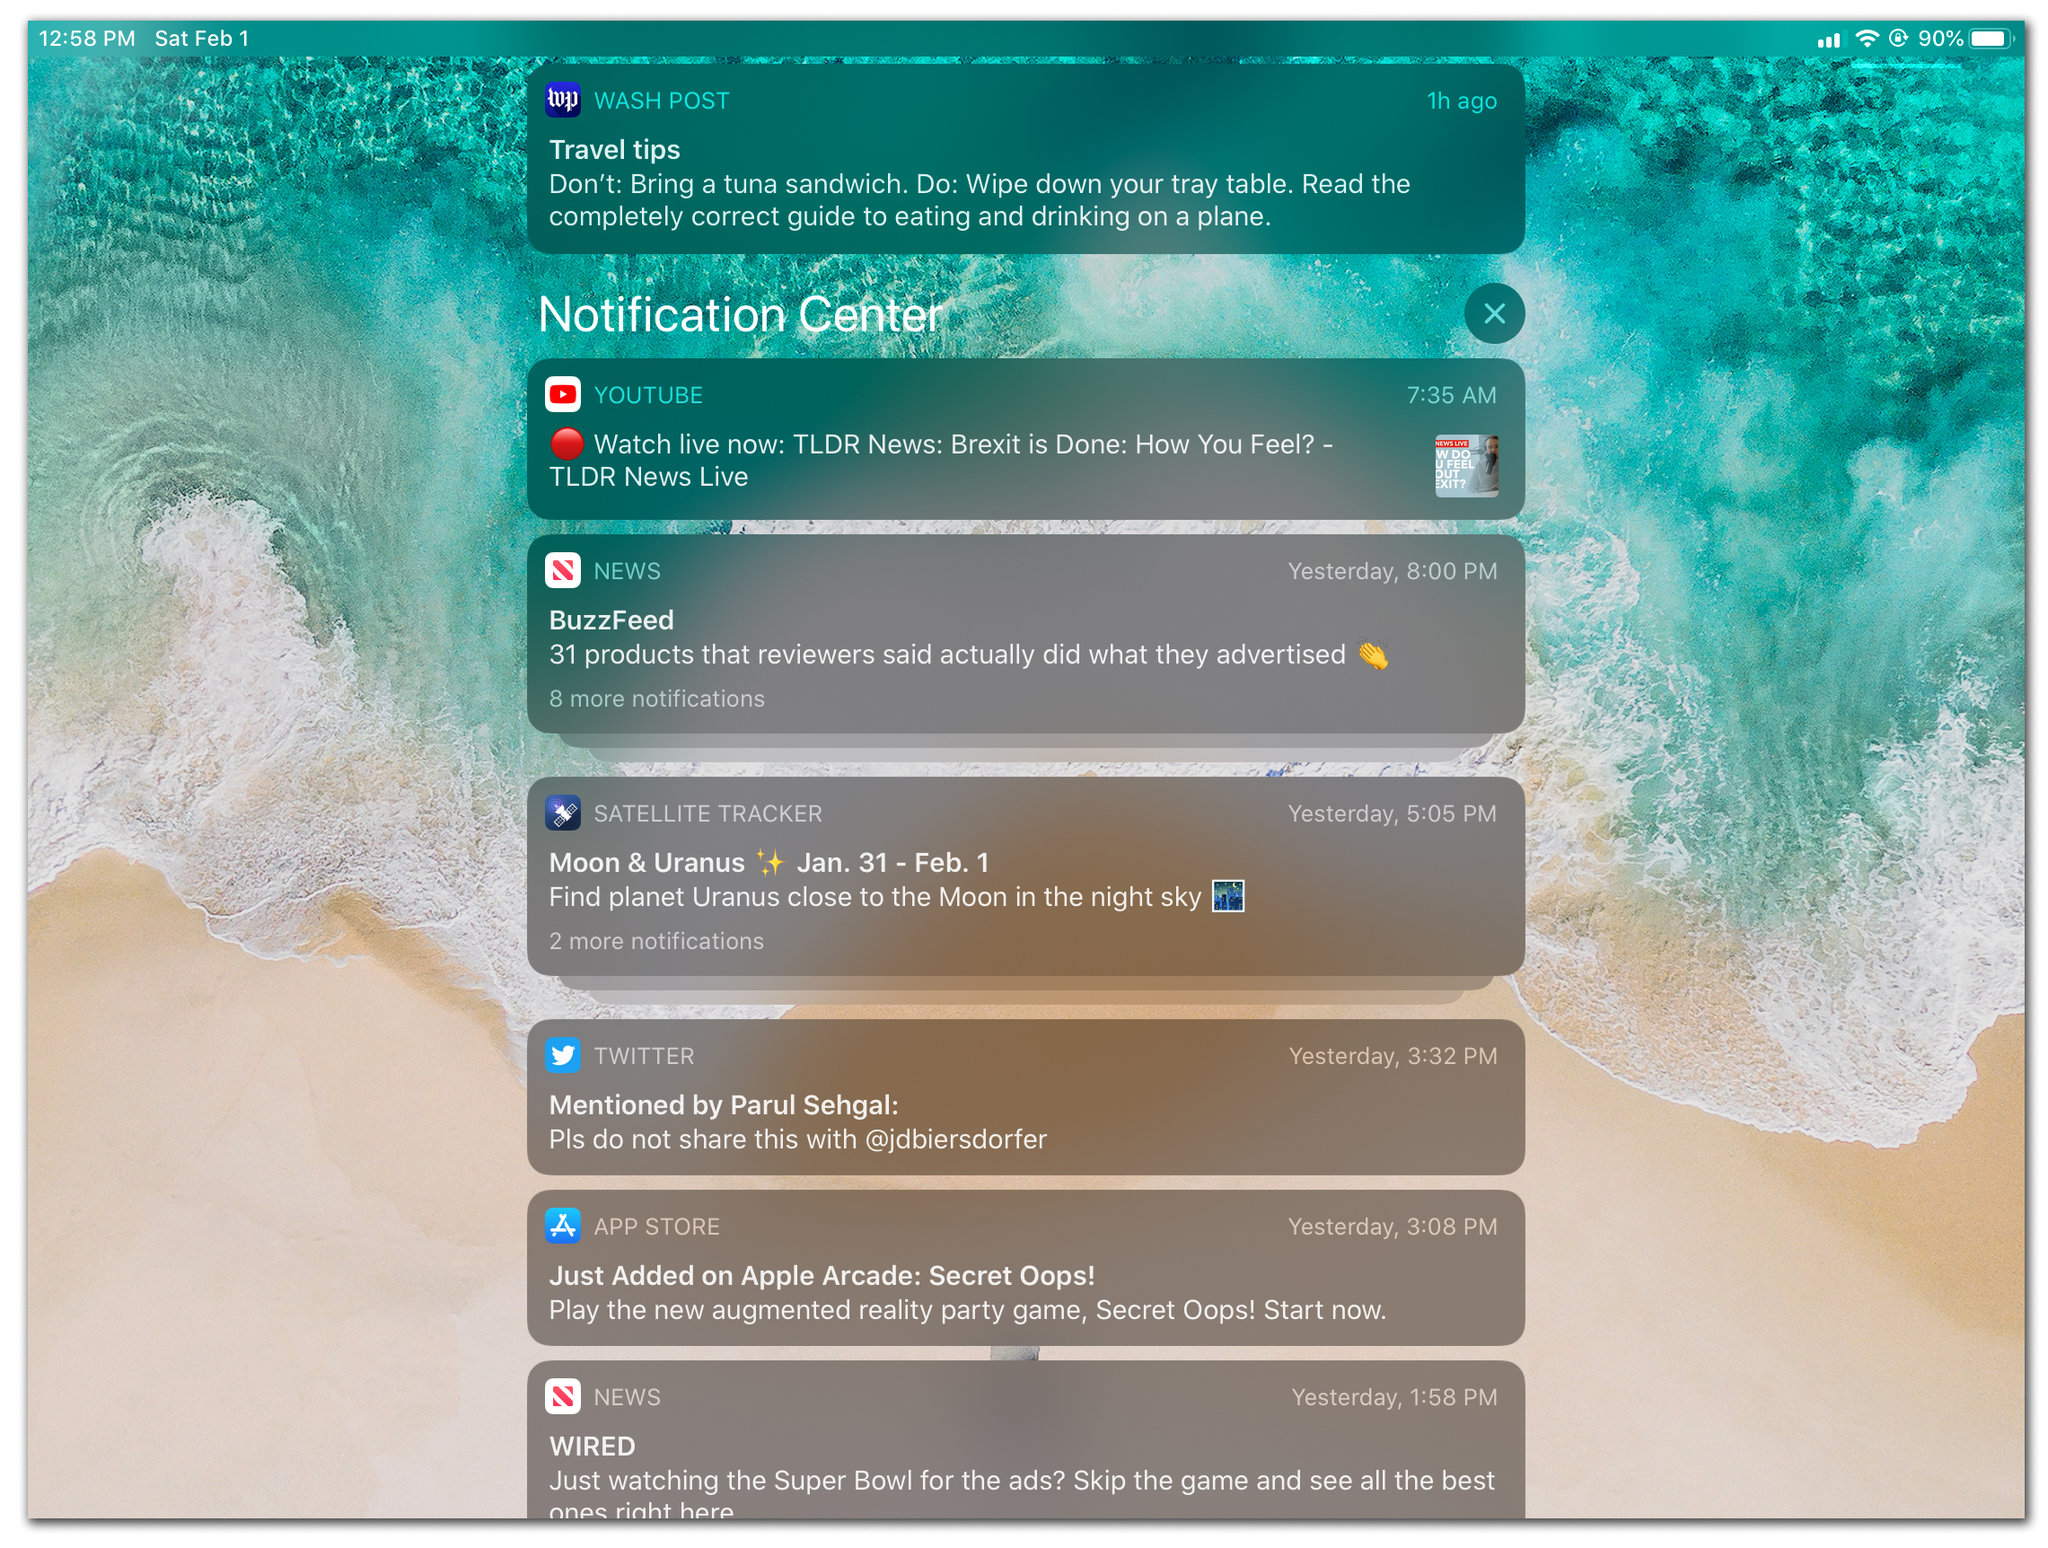 12:58 PM Sat Feb 1
90%
WASH POST
1h ago
Travel tips
Don’t: Bring a tuna sandwich. Do: Wipe down your tray table. Read the
completely correct guide to eating and drinking on a plane.
Notification Center
YOUTUBE
7:35 AM
🔴 Watch live now: TLDR News: Brexit is Done: How You Feel? -
TLDR News Live
NEWS LIVE
W DO
U FEEL
OUT
EXIT?
NEWS
Yesterday, 8:00 PM
BuzzFeed
31 products that reviewers said actually did what they advertised 👏
8 more notifications
SATELLITE TRACKER
Yesterday, 5:05 PM
Moon & Uranus ✨ Jan. 31 - Feb. 1
Find planet Uranus close to the Moon in the night sky 🌃
2 more notifications
TWITTER
Yesterday, 3:32 PM
Mentioned by Parul Sehgal:
Pls do not share this with @jdbiersdorfer
APP STORE
Yesterday, 3:08 PM
Just Added on Apple Arcade: Secret Oops!
Play the new augmented reality party game, Secret Oops! Start now.
NEWS
Yesterday, 1:58 PM
WIRED
Just watching the Super Bowl for the ads? Skip the game and see all the best
ones right here